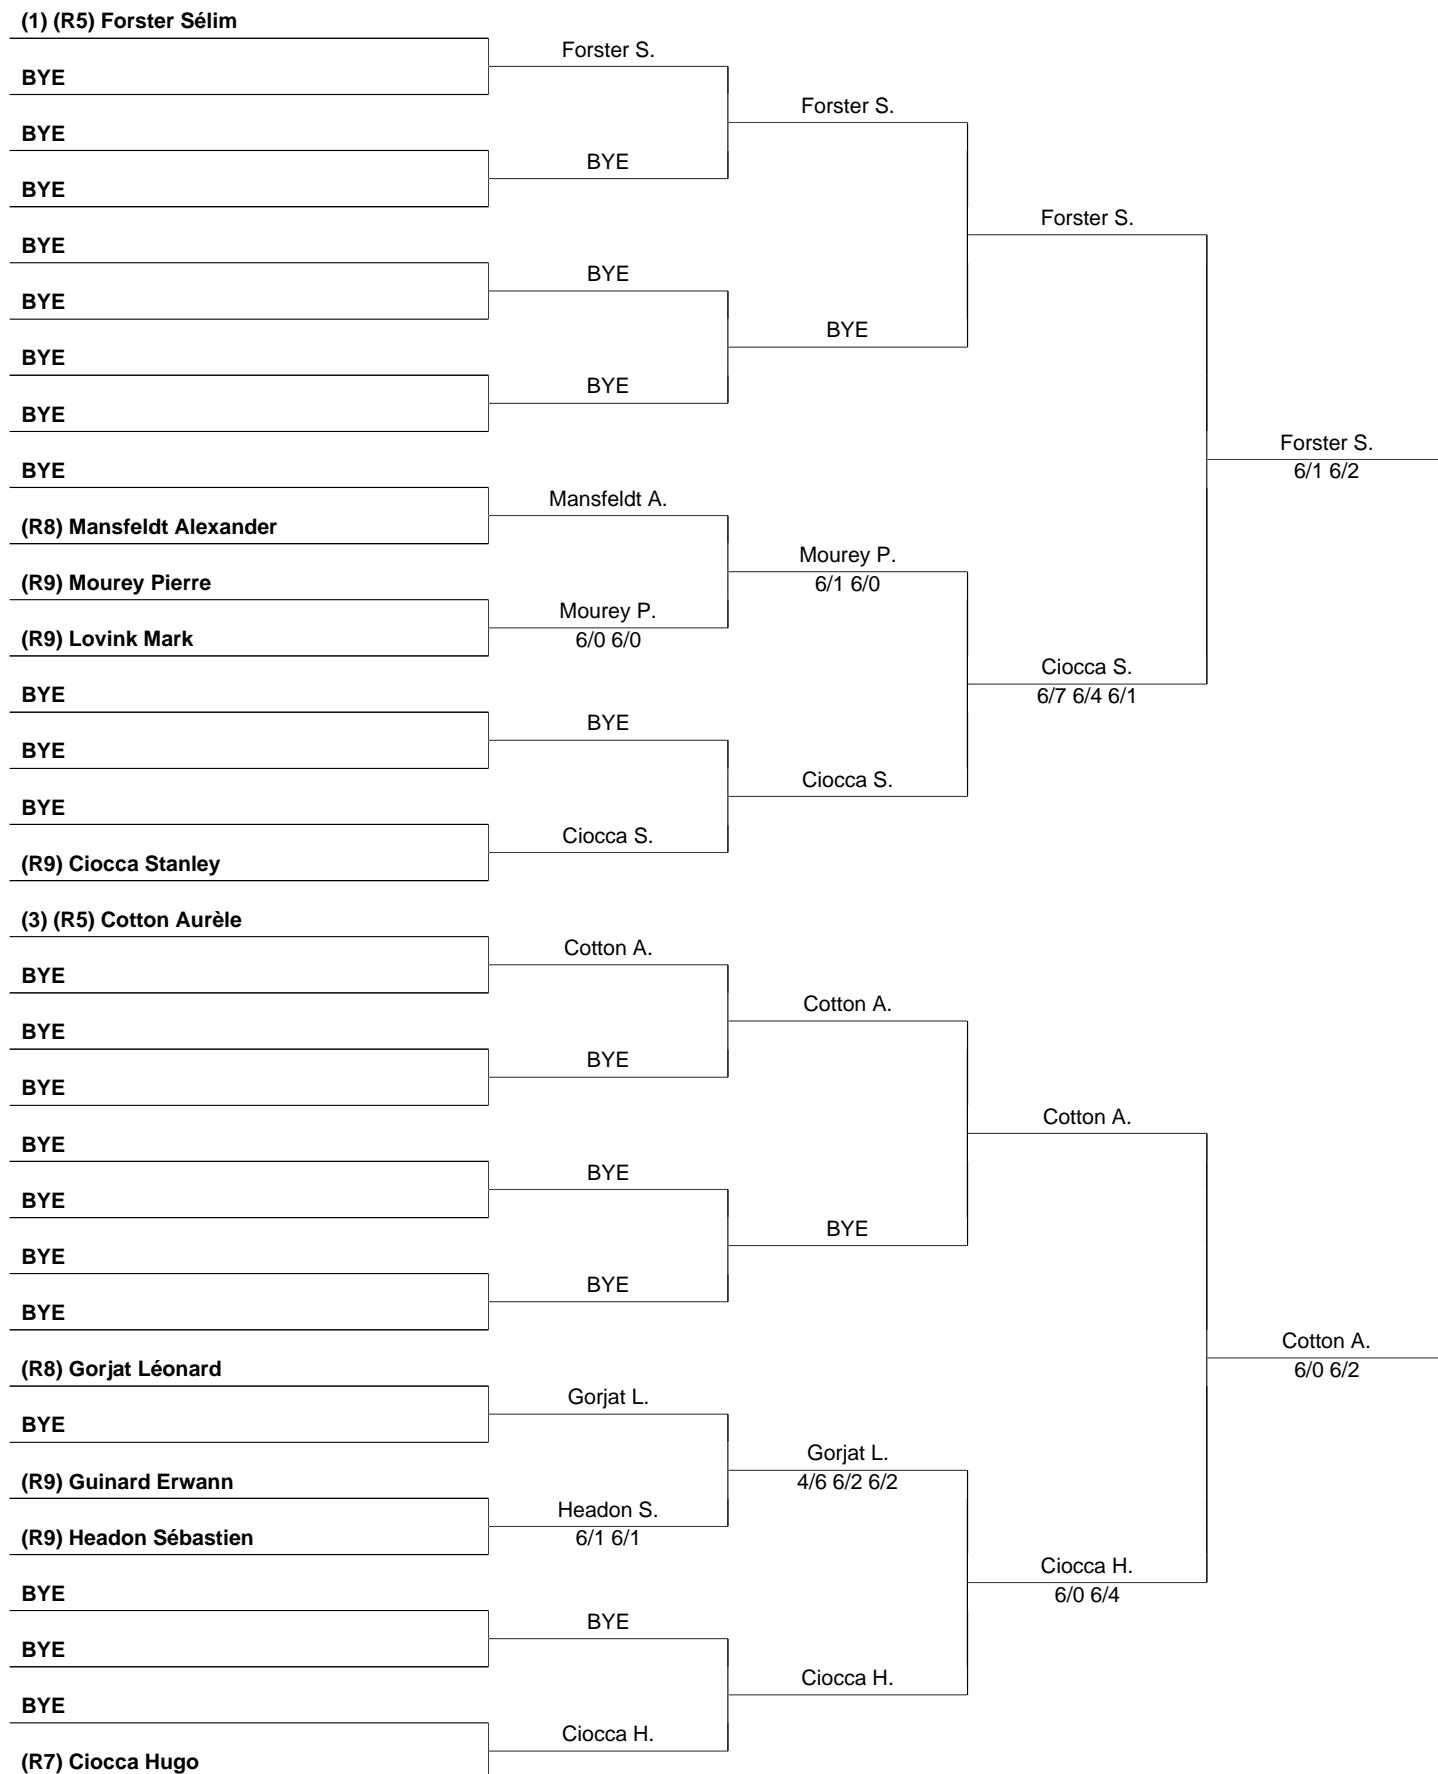 (1) (R5) Forster Sélim
BYE
BYE
BYE
BYE
BYE
BYE
BYE
BYE
(R8) Mansfeldt Alexander
(R9) Mourey Pierre
(R9) Lovink Mark
BYE
BYE
BYE
(R9) Ciocca Stanley
(3) (R5) Cotton Aurèle
BYE
BYE
BYE
BYE
BYE
BYE
BYE
(R8) Gorjat Léonard
BYE
(R9) Guinard Erwann
(R9) Headon Sébastien
BYE
BYE
BYE
(R7) Ciocca Hugo
Forster S.
BYE
BYE
BYE
Mansfeldt A.
Mourey P.
6/0 6/0
BYE
Ciocca S.
Cotton A.
BYE
BYE
BYE
Gorjat L.
Headon S.
6/1 6/1
BYE
Ciocca H.
Forster S.
BYE
Mourey P.
6/1 6/0
Ciocca S.
Cotton A.
BYE
Gorjat L.
4/6 6/2 6/2
Ciocca H.
Forster S.
Ciocca S.
6/7 6/4 6/1
Cotton A.
Ciocca H.
6/0 6/4
Forster S.
6/1 6/2
Cotton A.
6/0 6/2